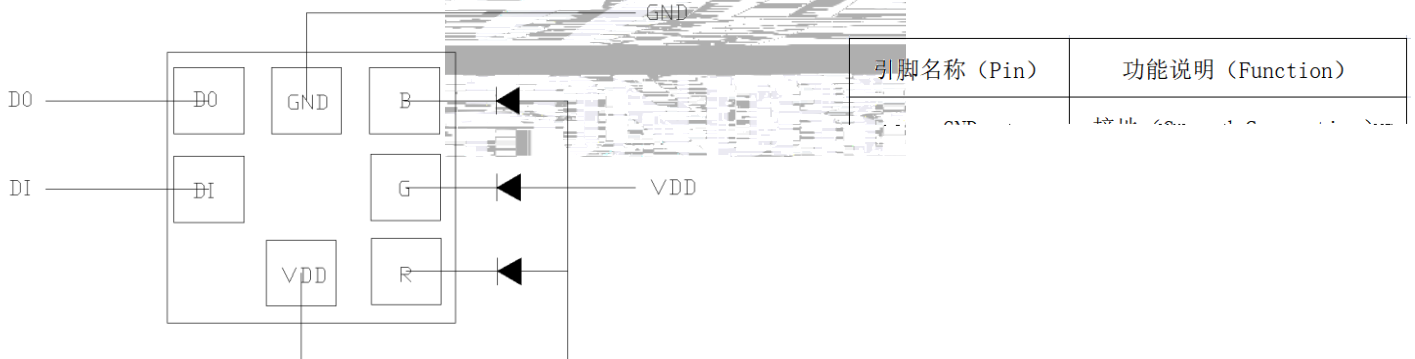 GND
引脚名称（Pin） 功能说明（Function）
DO DO GND B
DI DI G VDD
VDD R